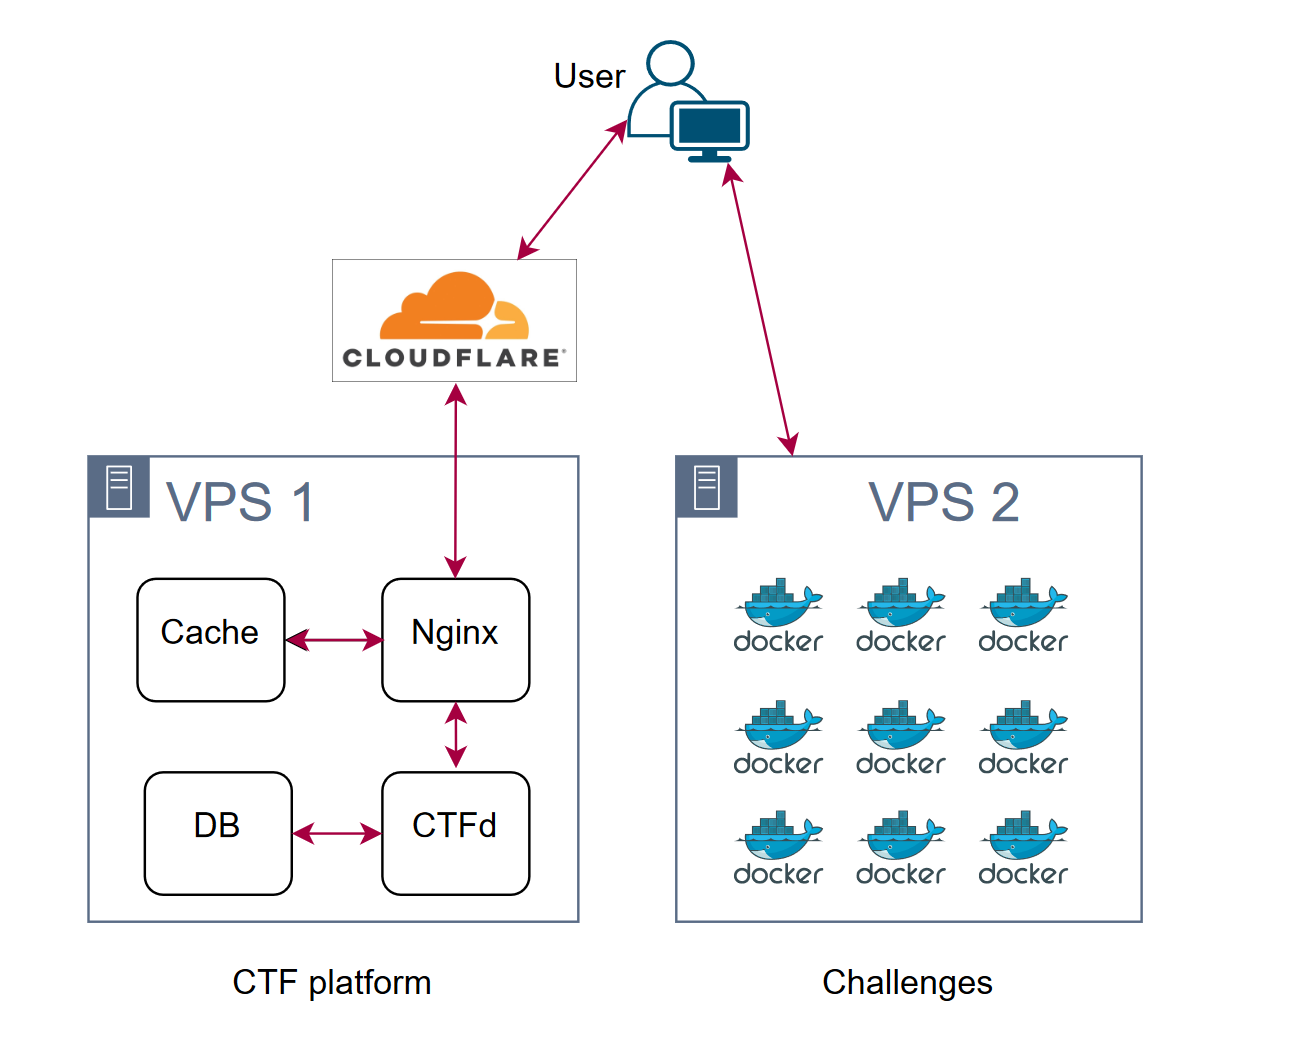 User
CLOUDFLARE®
VPS 1
VPS 2
Cache
Nginx
docker docker docker
docker docker docker
DB
CTFd
docker docker docker
CTF platform
Challenges